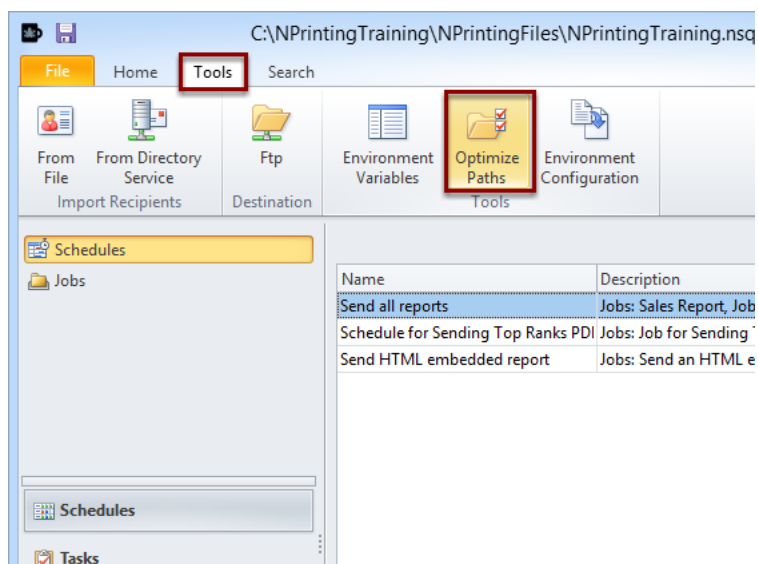 C:\NPrintingTraining\NPrintingFiles\NPrintingTraining.nsq
File Home Tools Search
From File
From Directory Service
Ftp
Environment Variables
Optimize Paths
Environment Configuration
Import Recipients
Destination
Tools
Schedules
Jobs
Name Description
Send all reports Jobs: Sales Report, Job
Schedule for Sending Top Ranks PDI Jobs: Job for Sending
Send HTML embedded report Jobs: Send an HTML e
Schedules
Tasks